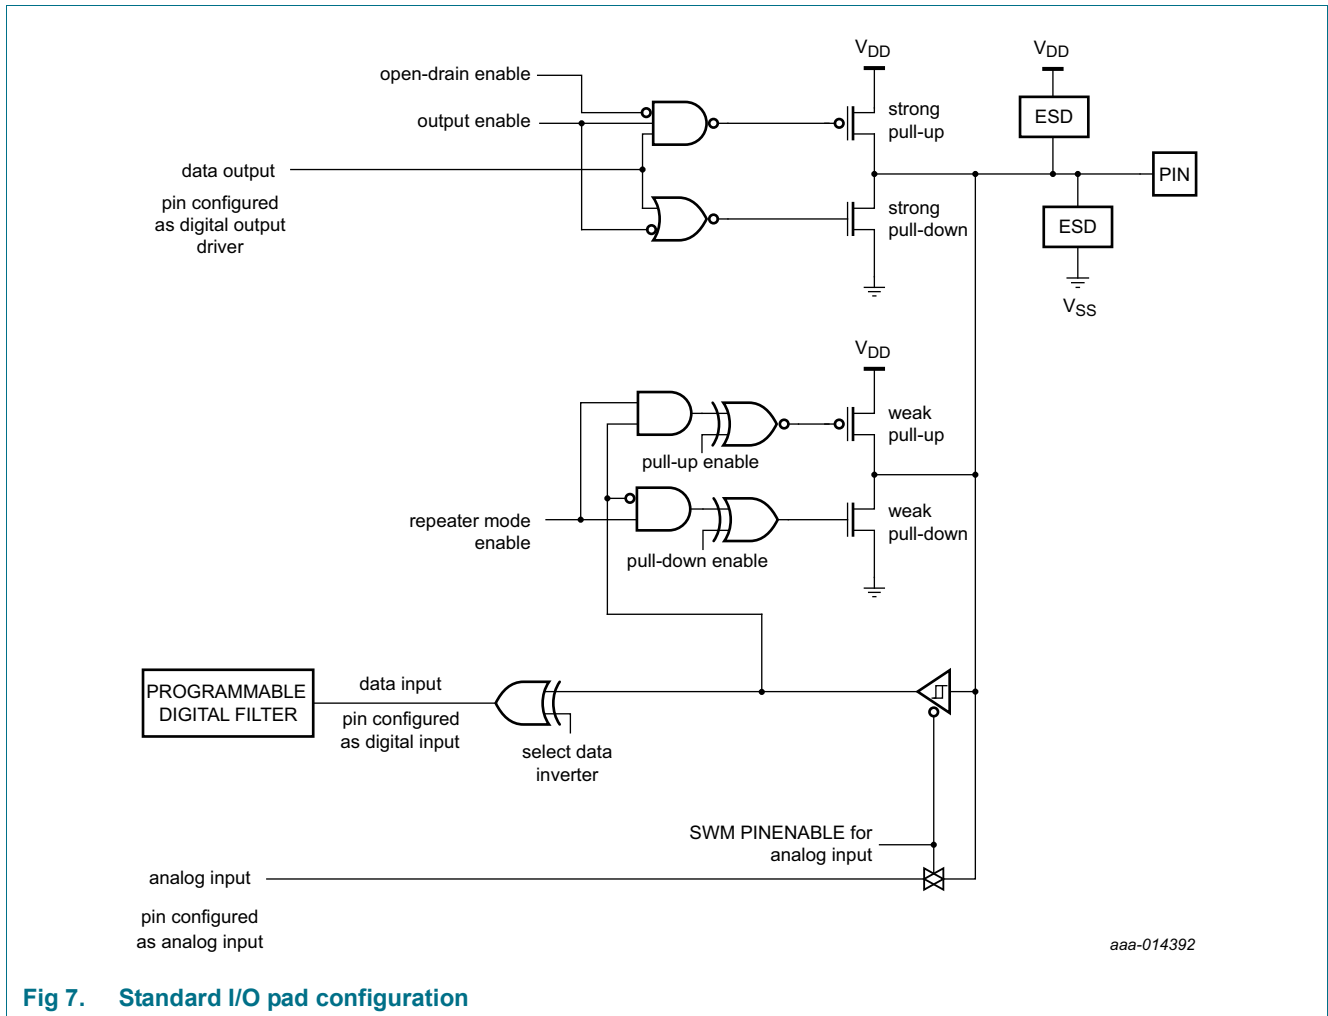 VDD
VDD
open-drain enable
strong
pull-up
ESD
output enable
data output
PIN
pin configured
as digital output
driver
strong
pull-down
ESD
VSS
VDD
weak
pull-up
pull-up enable
repeater mode
enable
weak
pull-down
pull-down enable
PROGRAMMABLE
DIGITAL FILTER
data input
pin configured
as digital input
select data
inverter
SWM PINENABLE for
analog input
analog input
pin configured
as analog input
aaa-014392
Fig 7. Standard I/O pad configuration